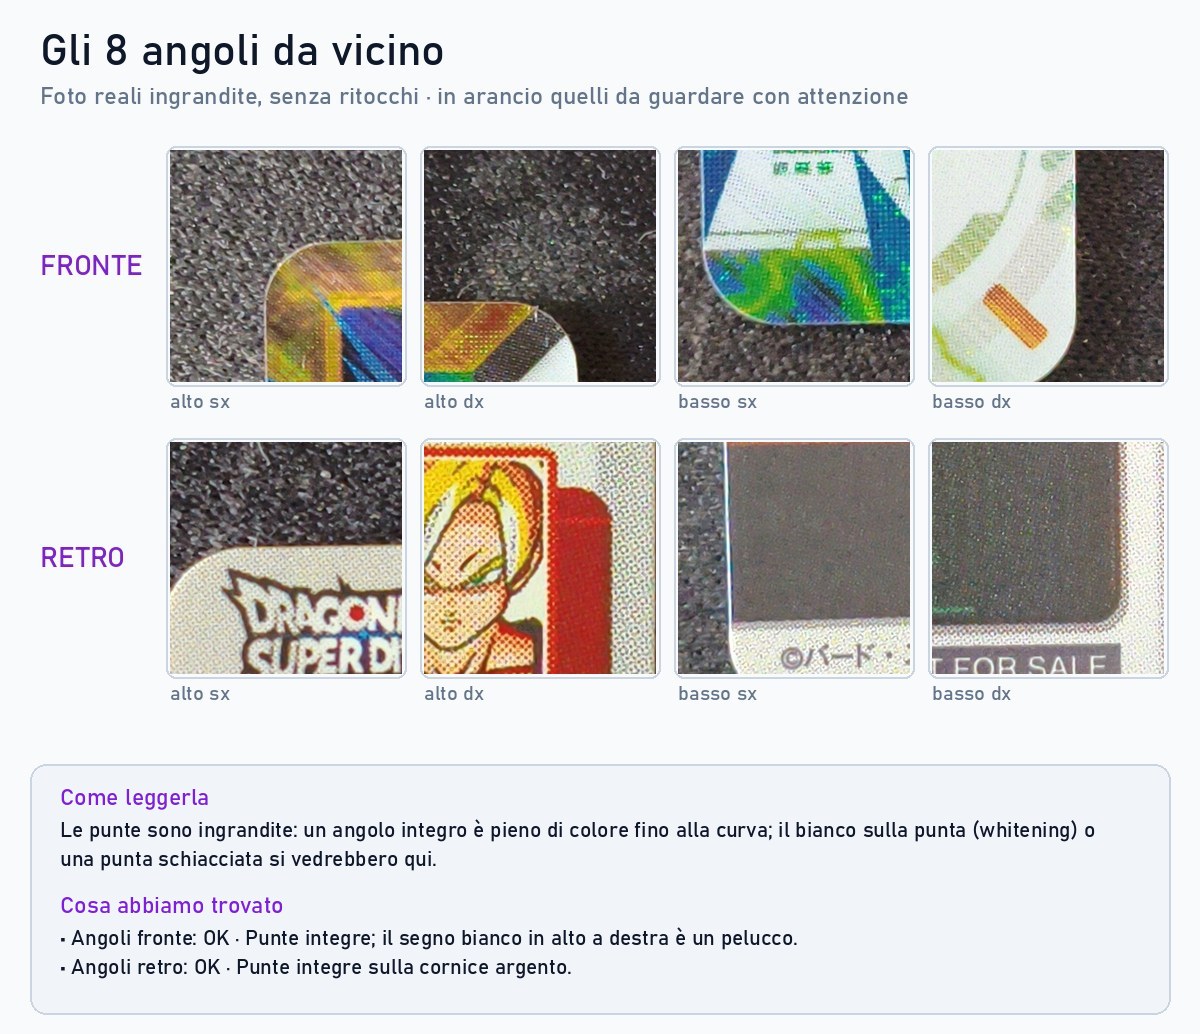 Gli 8 angoli da vicino
Foto reali ingrandite, senza ritocchi · in arancio quelli da guardare con attenzione
FRONTE
alto sx
alto dx
basso sx
basso dx
RETRO
DRAGON
SUPER DI
©バード・
T FOR SALE
alto sx
alto dx
basso sx
basso dx
Come leggerla
Le punte sono ingrandite: un angolo integro è pieno di colore fino alla curva; il bianco sulla punta (whitening) o
una punta schiacciata si vedrebbero qui.
Cosa abbiamo trovato
• Angoli fronte: OK · Punte integre; il segno bianco in alto a destra è un pelucco.
• Angoli retro: OK · Punte integre sulla cornice argento.